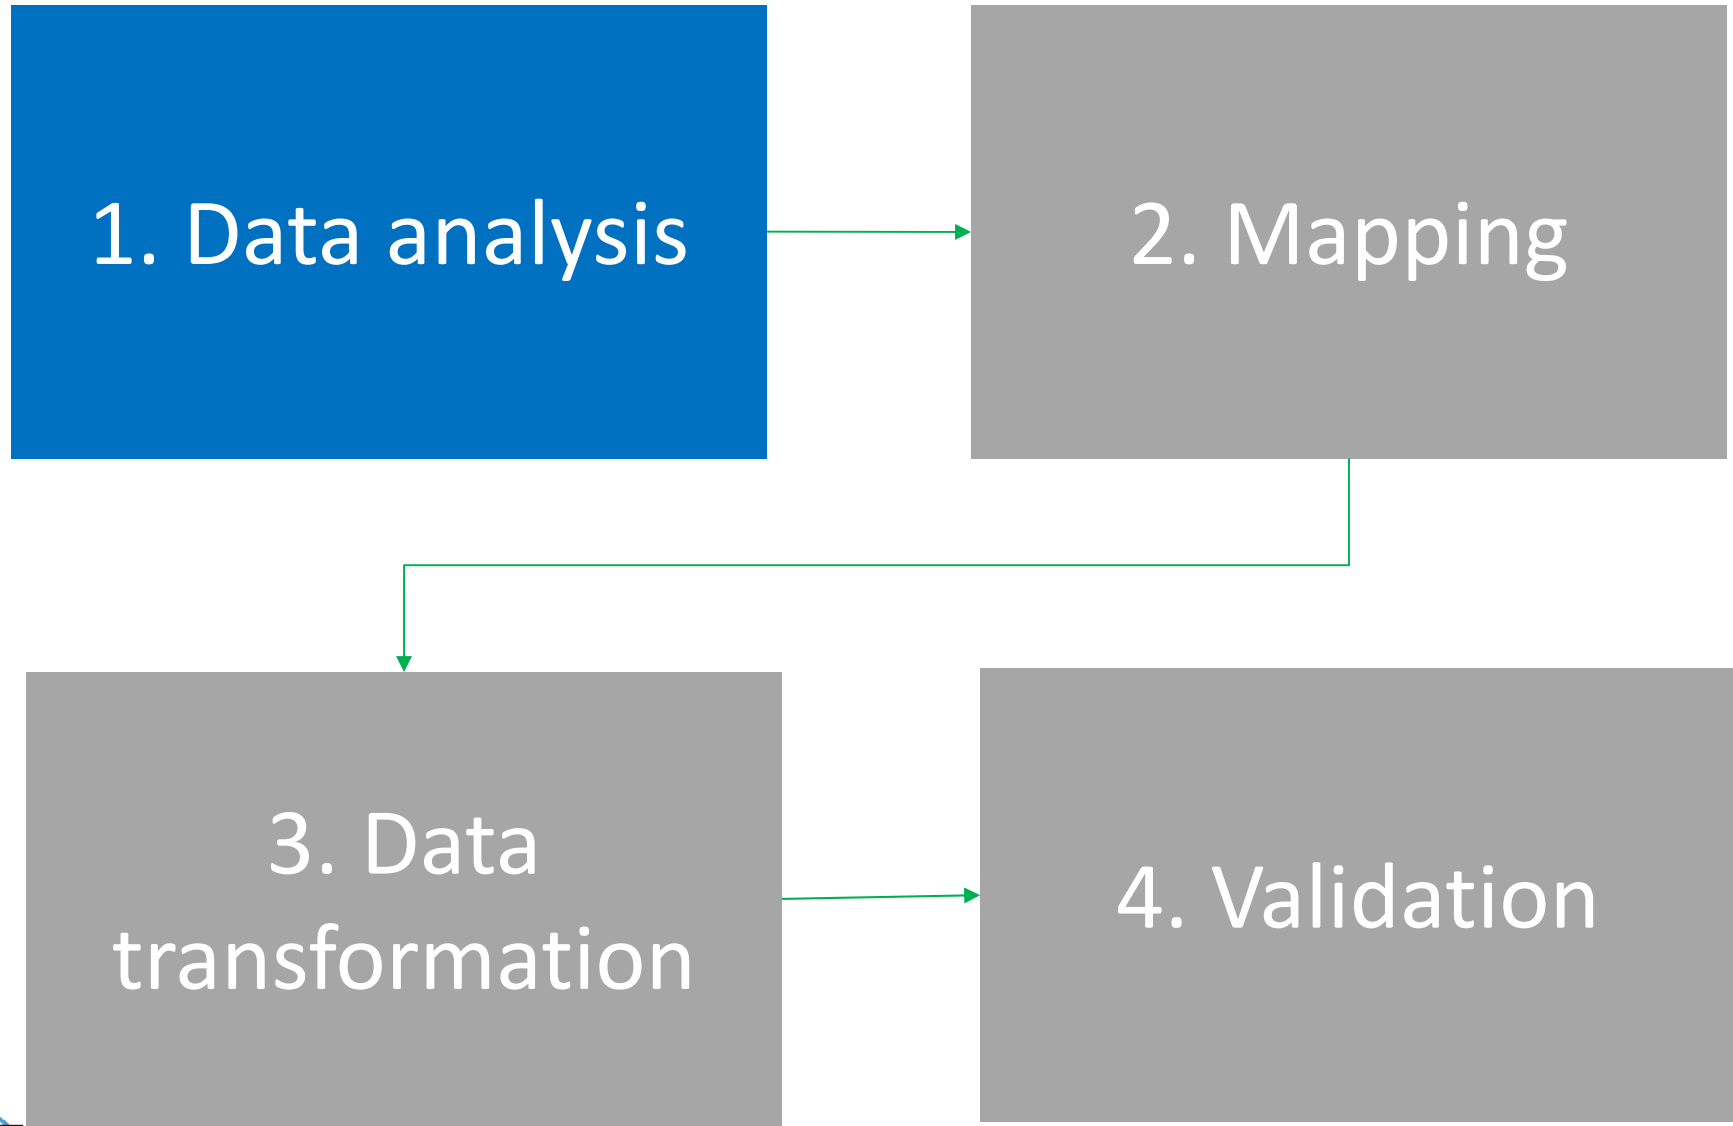 1. Data analysis
2. Mapping
3. Data
transformation
4. Validation